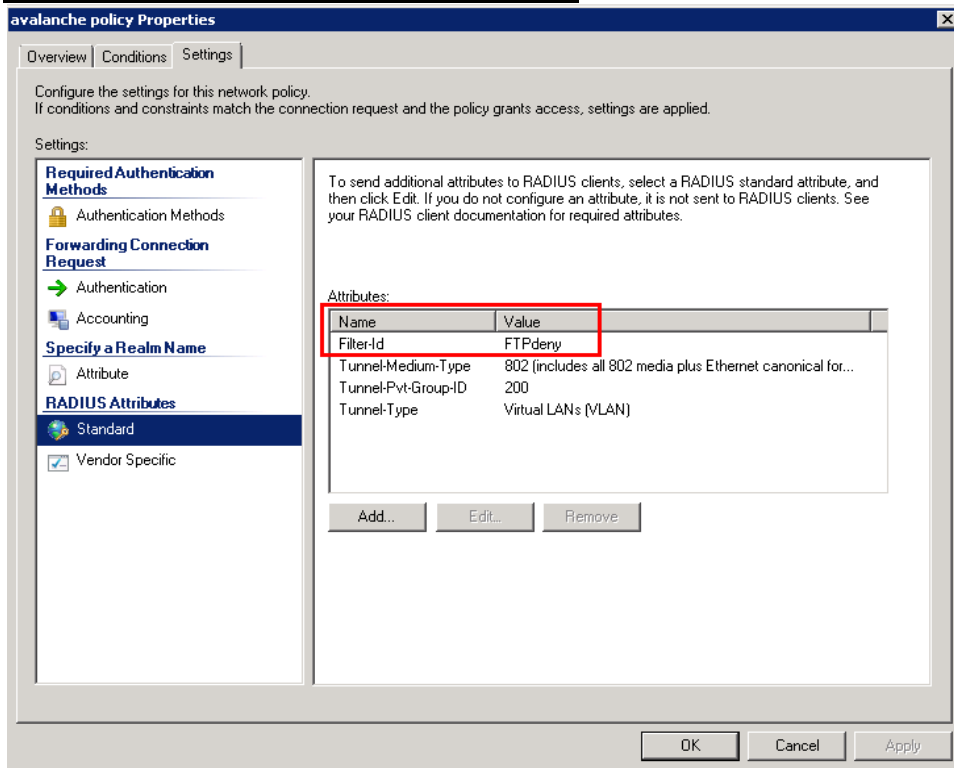 avalanche policy Properties
Overview Conditions Settings
Configure the settings for this network policy.
If conditions and constraints match the connection request and the policy grants access, settings are applied.
Settings:
Required Authentication
Methods
Authentication Methods
Forwarding Connection
Request
Authentication
Accounting
Specify a Realm Name
Attribute
RADIUS Attributes
Standard
Vendor Specific
To send additional attributes to RADIUS clients, select a RADIUS standard attribute, and
then click Edit. If you do not configure an attribute, it is not sent to RADIUS clients. See
your RADIUS client documentation for required attributes.
Attributes:
Name Value
Filter-Id FTPdeny
Tunnel-Medium-Type 802 (includes all 802 media plus Ethernet canonical for...
Tunnel-Pvt-Group-ID 200
Tunnel-Type Virtual LANs (VLAN)
Add... Edit... Remove
OK Cancel Apply